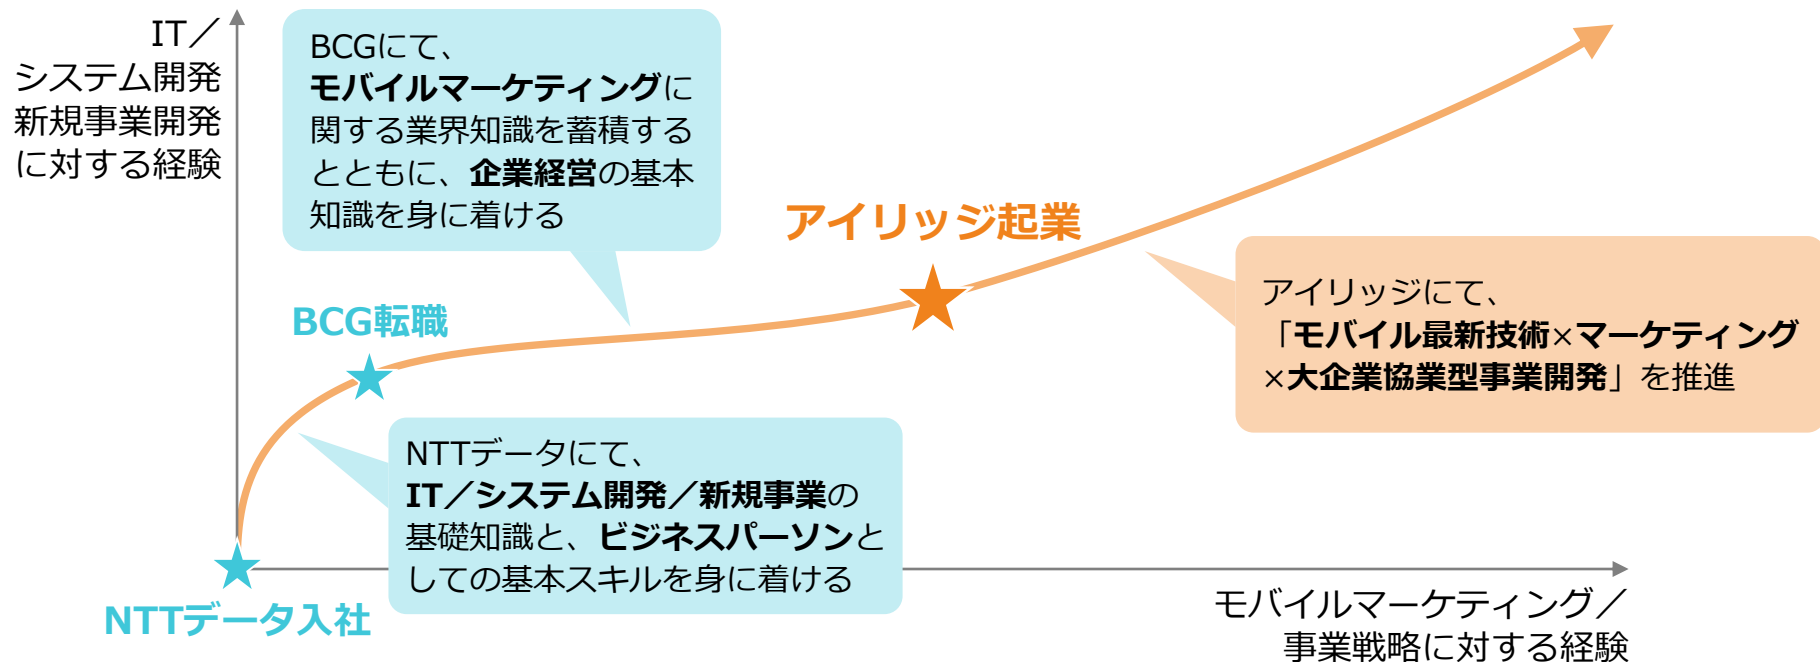 IT／
システム開発
新規事業開発
に対する経験
BCGにて、
モバイルマーケティングに
関する業界知識を蓄積する
とともに、企業経営の基本
知識を身に着ける
アイリッジ起業
アイリッジにて、
「モバイル最新技術×マーケティング
×大企業協業型事業開発」を推進
BCG転職
NTTデータにて、
IT／システム開発／新規事業の
基礎知識と、ビジネスパーソンと
しての基本スキルを身に着ける
NTTデータ入社
モバイルマーケティング／
事業戦略に対する経験